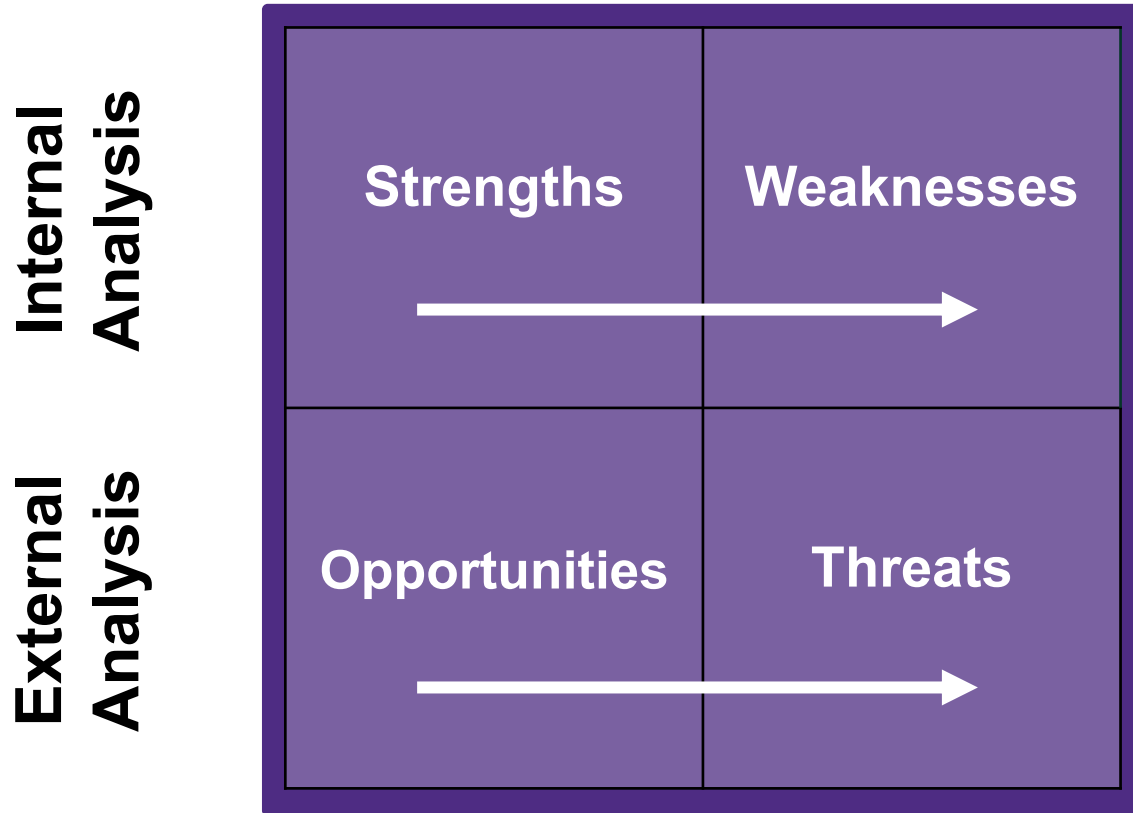 Internal
Analysis
Strengths
Weaknesses
External
Analysis
Opportunities
Threats